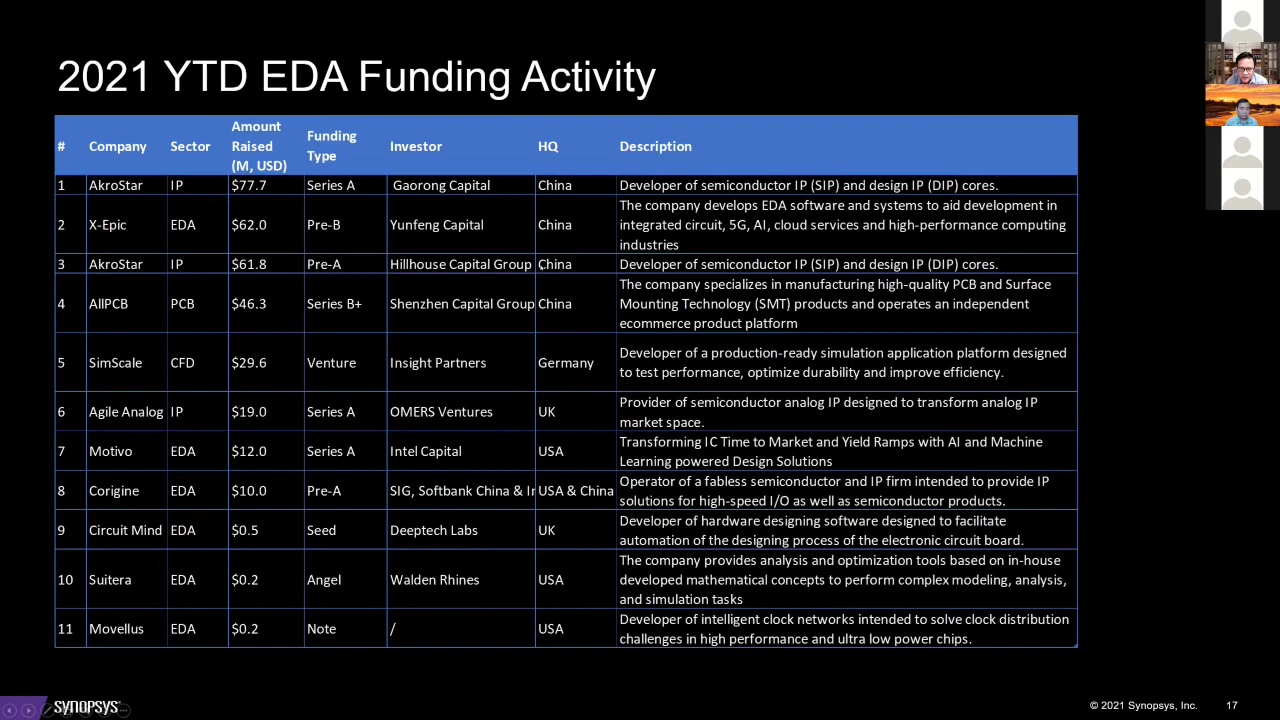 2021 YTD EDA Funding Activity
# Company Sector Amount Raised (M, USD) Funding Type Investor HQ Description
1 AkroStar IP $77.7 Series A Gaorong Capital China Developer of semiconductor IP (SIP) and design IP (DIP) cores.
2 X-Epic EDA $62.0 Pre-B Yunfeng Capital China The company develops EDA software and systems to aid development in
integrated circuit, 5G, AI, cloud services and high-performance computing
industries
3 AkroStar IP $61.8 Pre-A Hillhouse Capital Group China Developer of semiconductor IP (SIP) and design IP (DIP) cores.
4 AllPCB PCB $46.3 Series B+ Shenzhen Capital Group China The company specializes in manufacturing high-quality PCB and Surface
Mounting Technology (SMT) products and operates an independent
ecommerce product platform
5 SimScale CFD $29.6 Venture Insight Partners Germany Developer of a production-ready simulation application platform designed
to test performance, optimize durability and improve efficiency.
6 Agile Analog IP $19.0 Series A OMERS Ventures UK Provider of semiconductor analog IP designed to transform analog IP
market space.
7 Motivo EDA $12.0 Series A Intel Capital USA Transforming IC Time to Market and Yield Ramps with AI and Machine
Learning powered Design Solutions
8 Corigine EDA $10.0 Pre-A SIG, Softbank China & USA & China Operator of a fabless semiconductor and IP firm intended to provide IP
solutions for high-speed I/O as well as semiconductor products.
9 Circuit Mind EDA $0.5 Seed Deeptech Labs UK Developer of hardware designing software designed to facilitate
automation of the designing process of the electronic circuit board.
10 Suitera EDA $0.2 Angel Walden Rhines USA The company provides analysis and optimization tools based on in-house
developed mathematical concepts to perform complex modeling, analysis,
and simulation tasks
11 Movellus EDA $0.2 Note / USA Developer of intelligent clock networks intended to solve clock distribution
challenges in high performance and ultra low power chips.
SYNOPSYS
© 2021 Synopsys, Inc. 17